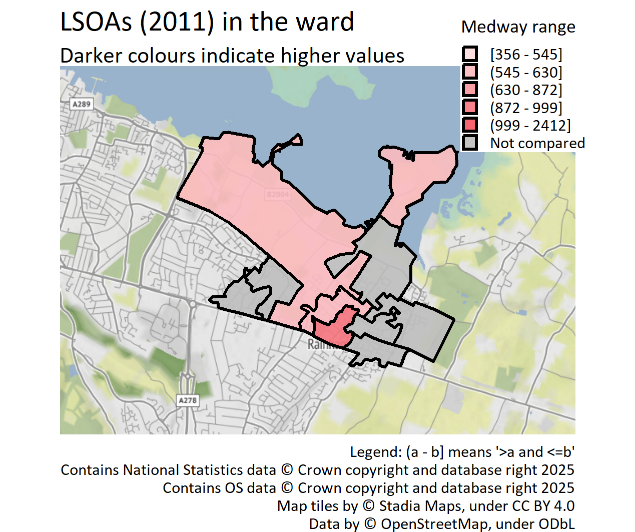 LSOAs (2011) in the ward
Darker colours indicate higher values
Medway range
[356 - 545]
(545 - 630]
(630 - 872]
(872 - 999]
(999 - 2412]
Not compared
A289
A278
Legend: (a - b] means '>a and <=b'
Contains National Statistics data © Crown copyright and database right 2025
Contains OS data © Crown copyright and database right 2025
Map tiles by © Stadia Maps, under CC BY 4.0
Data by © OpenStreetMap, under ODbL